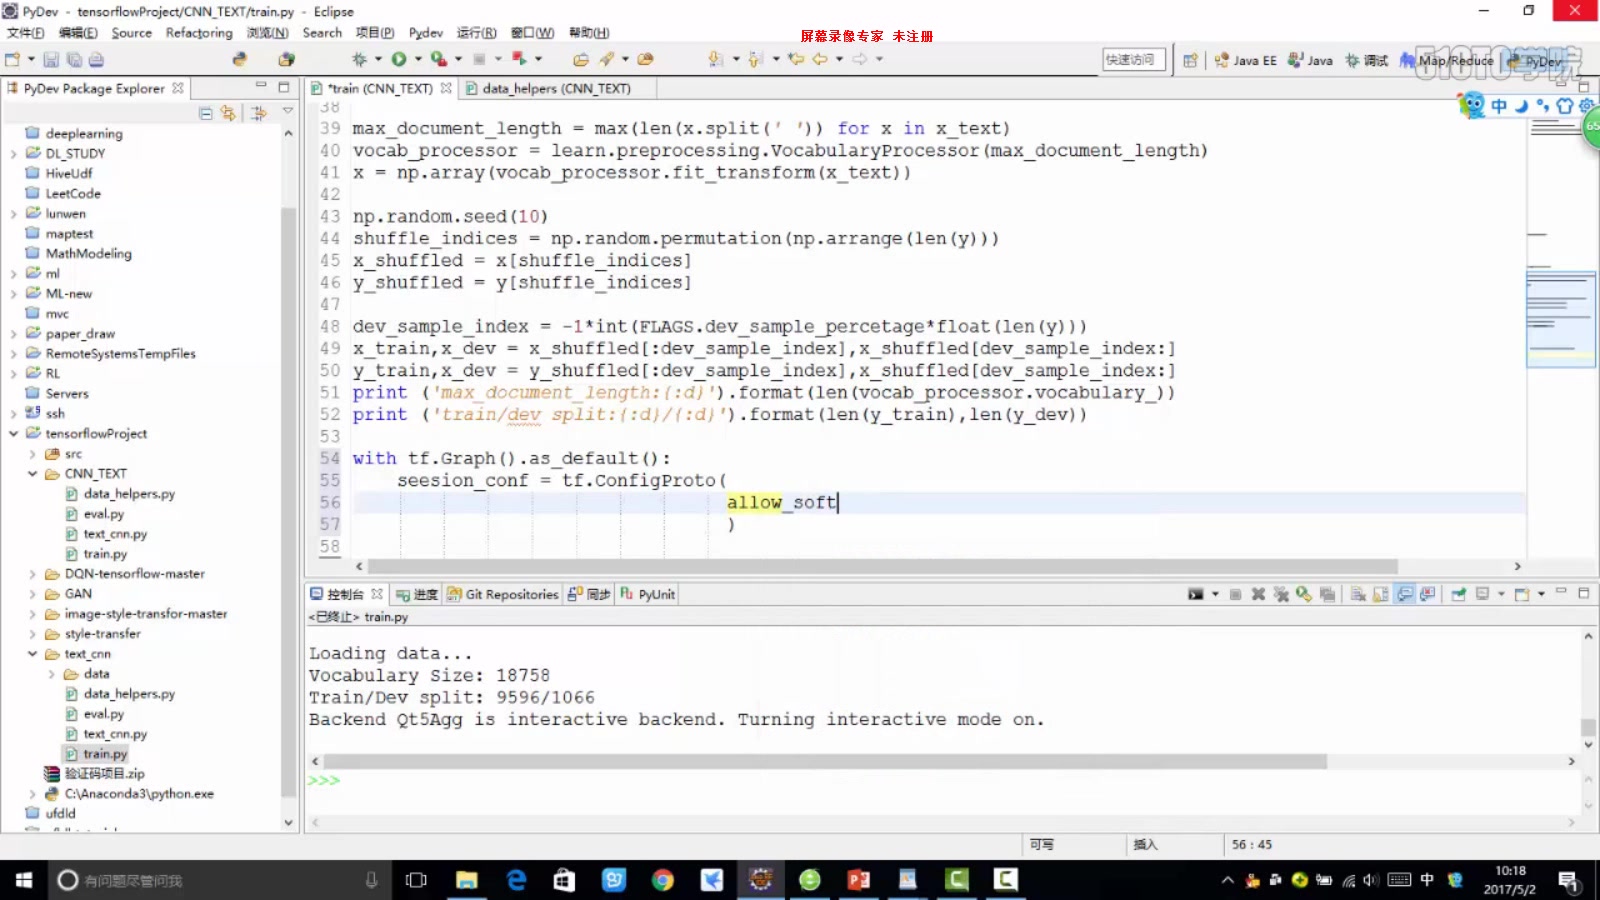 PyDev - tensorflowProject/CNN_TEXT/train.py - Eclipse
文件(F) 编辑(E) Source Refactoring 浏览(N) Search 项目(P) Pydev 运行(R) 窗口(W) 帮助(H)
屏幕录像专家 未注册
快速访问 Java EE Java 调试 Map/Reduce PyDev
51CTO学院
PyDev Package Explorer
*train (CNN_TEXT) data_helpers (CNN_TEXT)
中
65
deeplearning
DL_STUDY
HiveUdf
LeetCode
lunwen
maptest
MathModeling
ml
ML-new
mvc
paper_draw
RemoteSystemsTempFiles
RL
Servers
ssh
tensorflowProject
src
CNN_TEXT
data_helpers.py
eval.py
text_cnn.py
train.py
DQN-tensorflow-master
GAN
image-style-transfor-master
style-transfer
text_cnn
data
data_helpers.py
eval.py
text_cnn.py
train.py
验证码项目.zip
C:\Anaconda3\python.exe
ufdld
38
39 max_document_length = max(len(x.split(' ')) for x in x_text)
40 vocab_processor = learn.preprocessing.VocabularyProcessor(max_document_length)
41 x = np.array(vocab_processor.fit_transform(x_text))
42
43 np.random.seed(10)
44 shuffle_indices = np.random.permutation(np.arrange(len(y)))
45 x_shuffled = x[shuffle_indices]
46 y_shuffled = y[shuffle_indices]
47
48 dev_sample_index = -1*int(FLAGS.dev_sample_percetage*float(len(y)))
49 x_train,x_dev = x_shuffled[:dev_sample_index],x_shuffled[dev_sample_index:]
50 y_train,x_dev = y_shuffled[:dev_sample_index],x_shuffled[dev_sample_index:]
51 print ('max_document_length:{:d}').format(len(vocab_processor.vocabulary_))
52 print ('train/dev split:{:d}/{:d}').format(len(y_train),len(y_dev))
53
54 with tf.Graph().as_default():
55 seesion_conf = tf.ConfigProto(
56 allow_soft
57 )
58
控制台 进度 Git Repositories 同步 PyUnit
<已终止> train.py
Loading data...
Vocabulary Size: 18758
Train/Dev split: 9596/1066
Backend Qt5Agg is interactive backend. Turning interactive mode on.
>>>
可写 插入 56 : 45
有问题尽管问我
中
10:18
2017/5/2
1